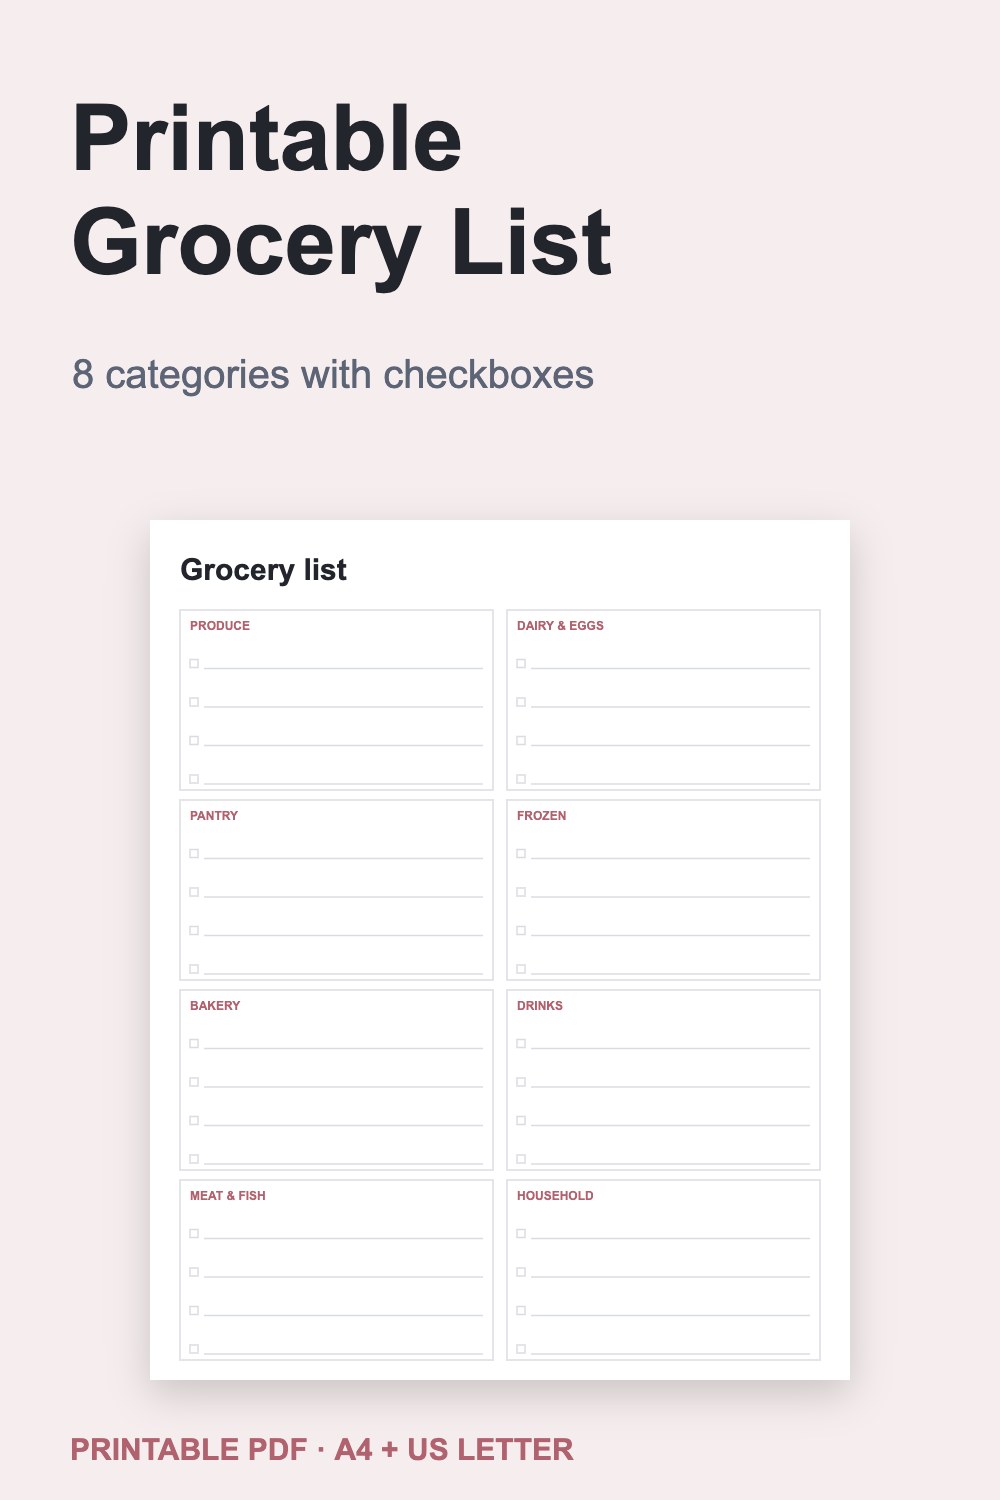 Printable
Grocery List
8 categories with checkboxes
Grocery list
PRODUCE
DAIRY & EGGS
PANTRY
FROZEN
BAKERY
DRINKS
MEAT & FISH
HOUSEHOLD
PRINTABLE PDF · A4 + US LETTER